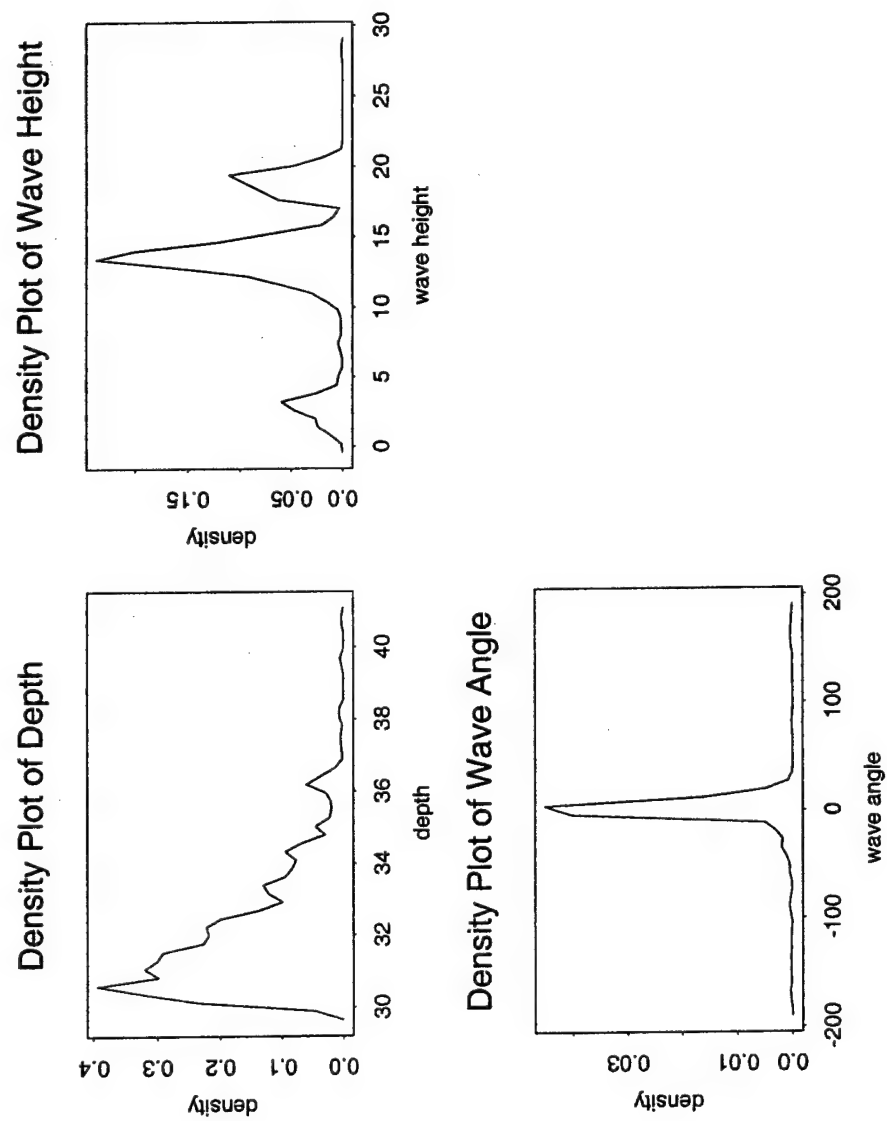 Density Plot of Depth
density
0.0 0.1 0.2 0.3 0.4
30 32 34 36 38 40
depth
Density Plot of Wave Height
density
0.0 0.05 0.15
0 5 10 15 20 25 30
wave height
Density Plot of Wave Angle
density
0.0 0.01 0.03
-200 -100 0 100 200
wave angle